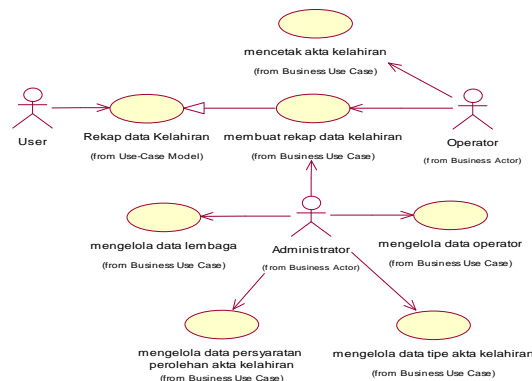 mencetak akta kelahiran
(from Business Use Case)
User
Rekap data Kelahiran
(from Use-Case Model)
membuat rekap data kelahiran
(from Business Use Case)
Operator
(from Business Actor)
mengelola data lembaga
(from Business Use Case)
Administrator
(from Business Actor)
mengelola data operator
(from Business Use Case)
mengelola data persyaratan
perolehan akta kelahiran
(from Business Use Case)
mengelola data tipe akta kelahiran
(from Business Use Case)